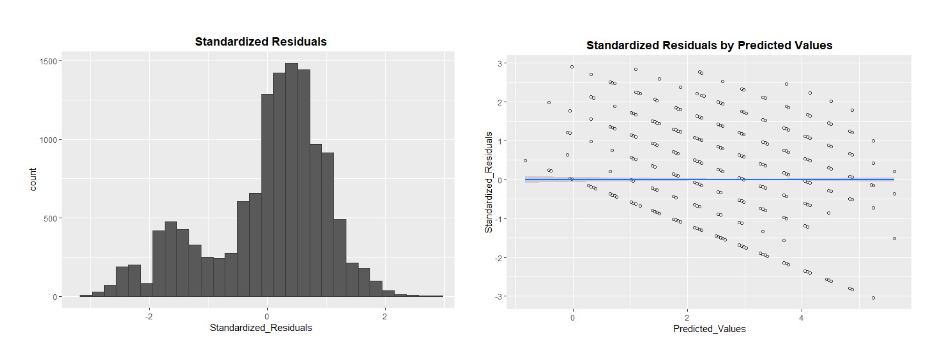 Standardized Residuals
count
1500
1000
500
0
-2
0
2
Standardized_Residuals
Standardized Residuals by Predicted Values
Standardized_Residuals
3
2
1
0
-1
-2
-3
0
2
4
Predicted_Values